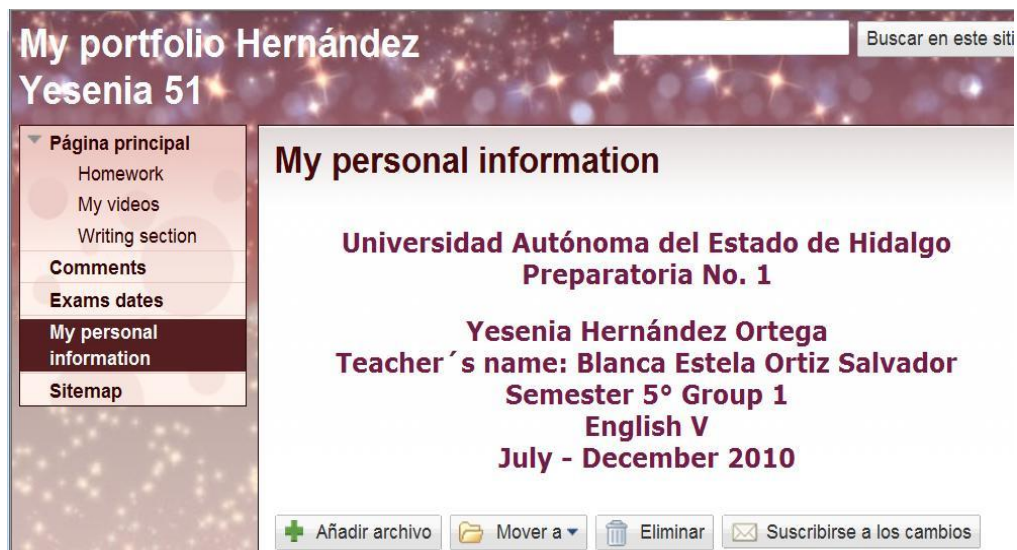 My portfolio Hernández
Yesenia 51
Buscar en este siti
Página principal
Homework
My videos
Writing section
Comments
Exams dates
My personal
information
Sitemap
My personal information
Universidad Autónoma del Estado de Hidalgo
Preparatoria No. 1
Yesenia Hernández Ortega
Teacher´s name: Blanca Estela Ortiz Salvador
Semester 5° Group 1
English V
July - December 2010
Añadir archivo Mover a Eliminar Suscribirse a los cambios